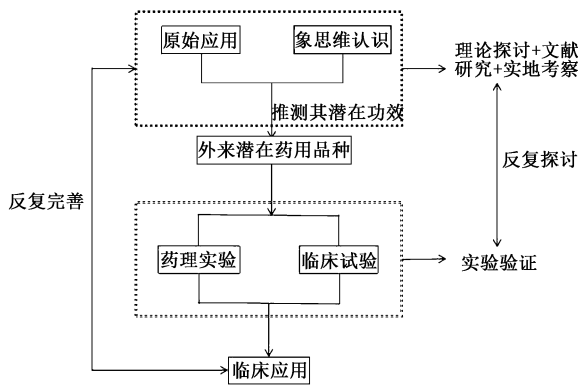 原始应用
象思维认识
理论探讨+文献
研究+实地考察
推测其潜在功效
外来潜在药用品种
反复探讨
反复完善
药理实验
临床试验
实验验证
临床应用